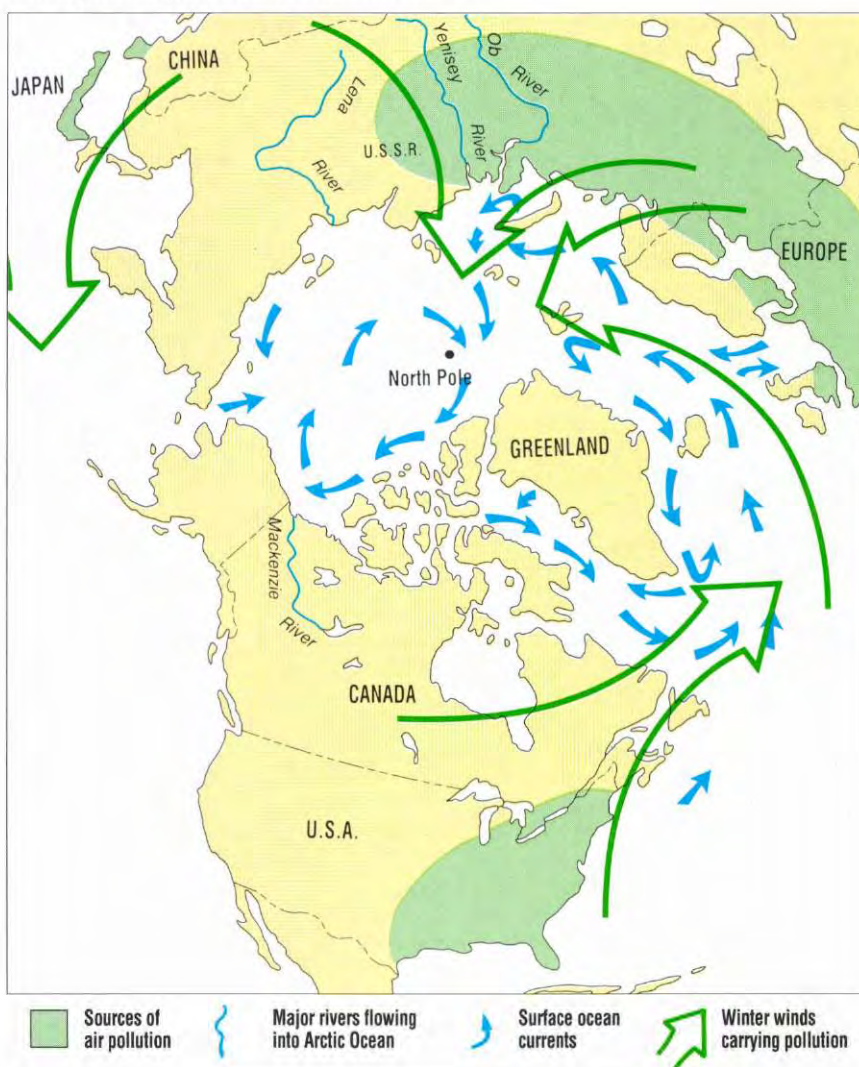 CHINA
JAPAN
Lena
River
U.S.S.R.
Yenisey
River
Ob
River
EUROPE
North Pole
GREENLAND
Mackenzie
River
CANADA
U.S.A.
Sources of
air pollution
Major rivers flowing
into Arctic Ocean
Surface ocean
currents
Winter winds
carrying pollution